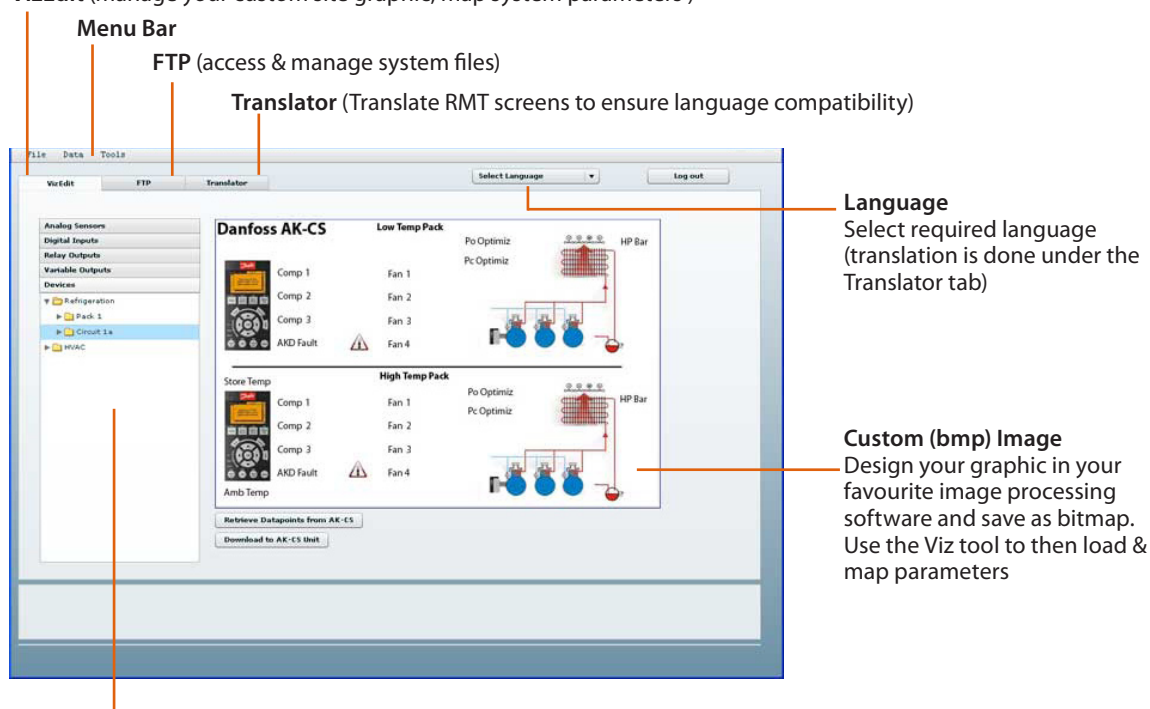 VizEdit (manage your custom site graphic, map system parameters )
Menu Bar
FTP (access & manage system files)
Translator (Translate RMT screens to ensure language compatibility)
File Data Tools
VizEdit FTP Translator
Select Language
Log out
Analog Sensors
Digital Inputs
Relay Outputs
Variable Outputs
Devices
Refrigeration
Pack 1
Circuit 1a
HVAC
Danfoss AK-CS
Low Temp Pack
Po Optimiz
HP Bar
Pc Optimiz
Comp 1 Fan 1
Comp 2 Fan 2
Comp 3 Fan 3
AKD Fault Fan 4
Store Temp
High Temp Pack
Po Optimiz
HP Bar
Pc Optimiz
Comp 1 Fan 1
Comp 2 Fan 2
Comp 3 Fan 3
AKD Fault Fan 4
Amb Temp
Retrieve Datapoints from AK-CS
Download to AK-CS Unit
Language
Select required language
(translation is done under the
Translator tab)
Custom (bmp) Image
Design your graphic in your
favourite image processing
software and save as bitmap.
Use the Viz tool to then load &
map parameters